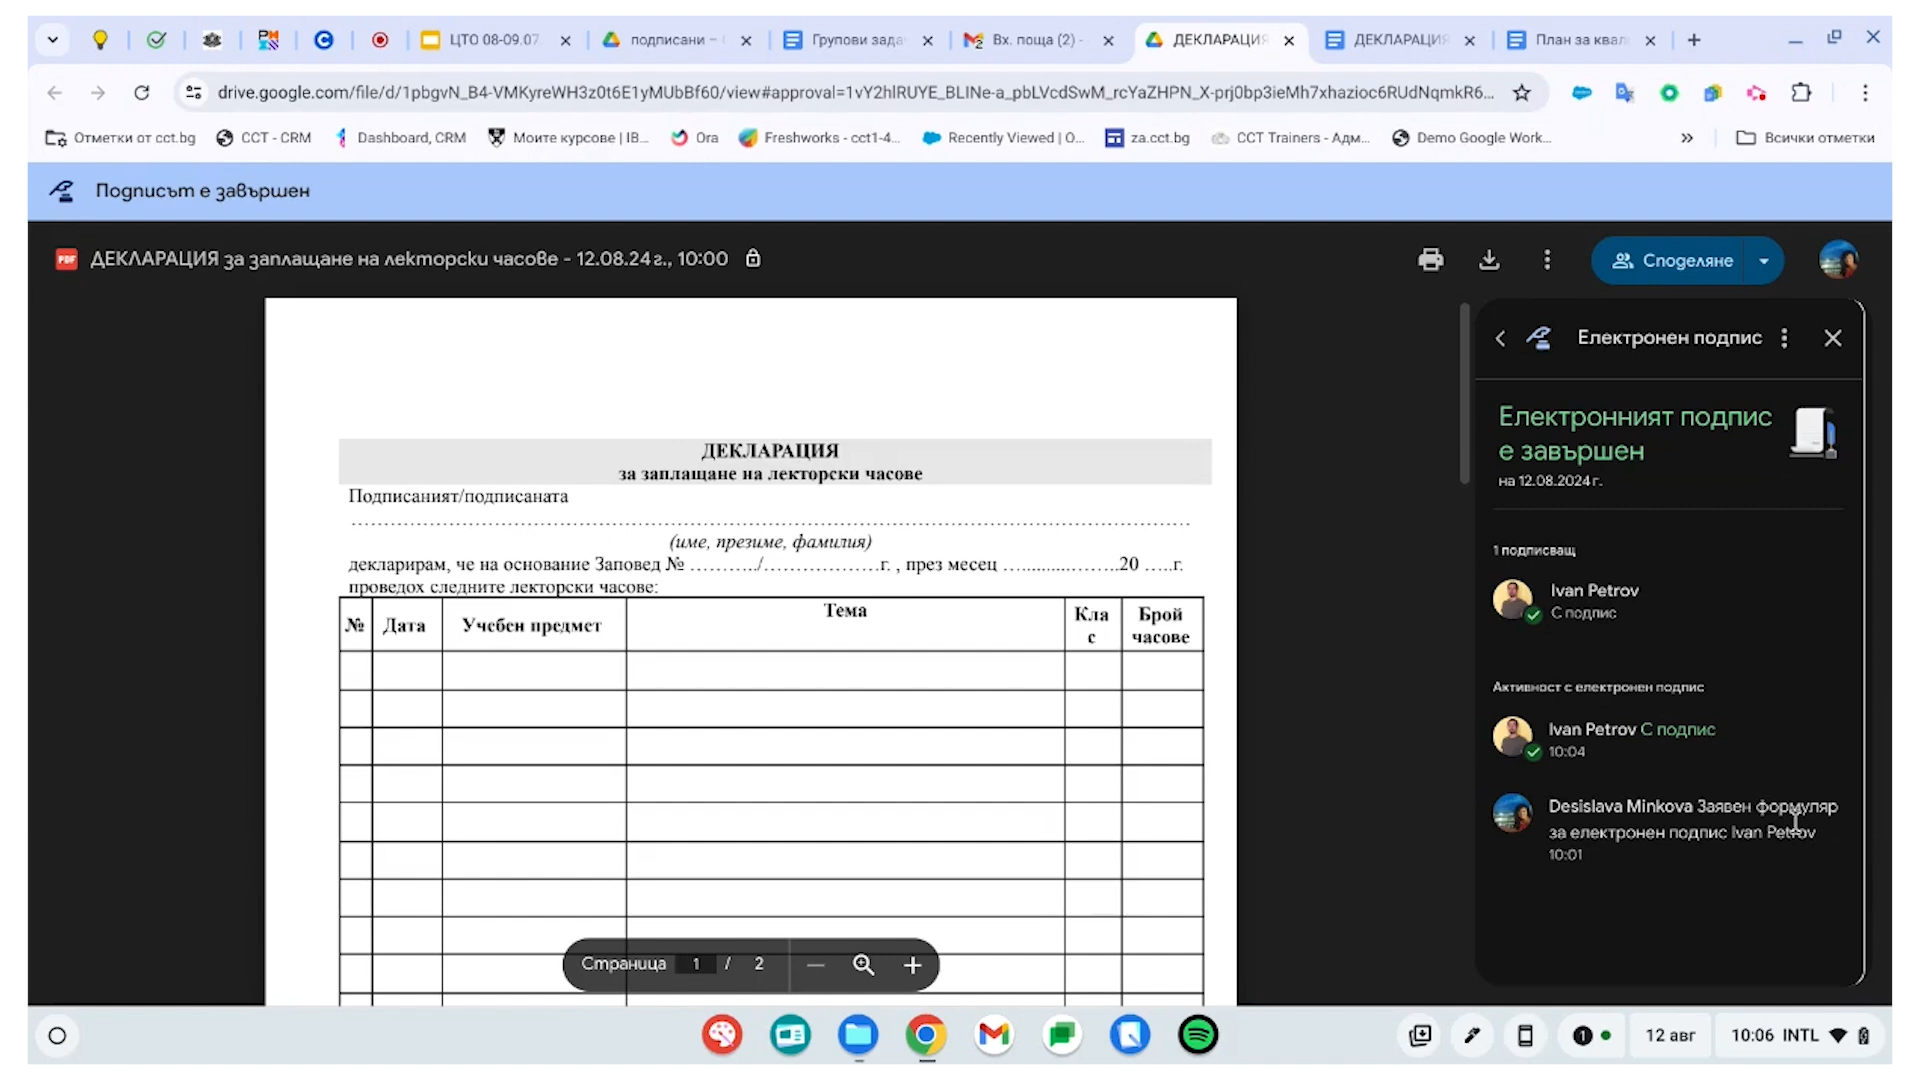 ЦТО 08-09.07
подписани –
Групови зада
Вх. поща (2) -
ДЕКЛАРАЦИЯ
ДЕКЛАРАЦИЯ
План за квал
drive.google.com/file/d/1pbgvN_B4-VMKyreWH3z0t6E1yMUbBf60/view#approval=1vY2hlRUYE_BLINe-a_pbLVcdSwM_rcYaZHPN_X-prj0bp3ieMh7xhazioc6RUdNqmkR6...
Отметки от cct.bg
CCT - CRM
Dashboard, CRM
Моите курсове | IB...
Ora
Freshworks - cct1-4...
Recently Viewed | O...
za.cct.bg
CCT Trainers - Адм...
Demo Google Work...
»
Всички отметки
Подписът е завършен
PDF ДЕКЛАРАЦИЯ за заплащане на лекторски часове - 12.08.24 г., 10:00
Споделяне
ДЕКЛАРАЦИЯ
за заплащане на лекторски часове
Подписаният/подписаната
……………………………………………………………………………………
(име, презиме, фамилия)
декларирам, че на основание Заповед № ………../………………г. , през месец …..........……..20 …..г.
проведох следните лекторски часове:
№ Дата Учебен предмет Тема Кла
с Брой
часове
Страница 1 / 2
Електронен подпис
Електронният подпис
е завършен
на 12.08.2024 г.
1 подписващ
Ivan Petrov
С подпис
Активност с електронен подпис
Ivan Petrov С подпис
10:04
Desislava Minkova Заявен формуляр
за електронен подпис Ivan Petrov
10:01
1
12 авг
10:06 INTL